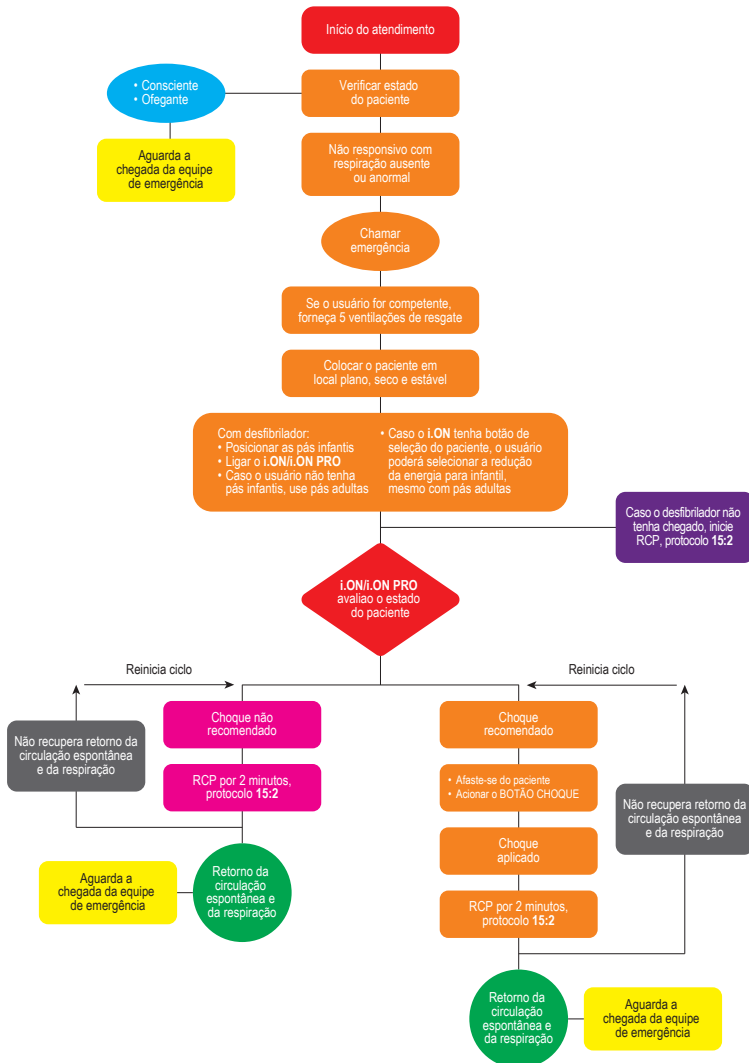 Início do atendimento
• Consciente
• Ofegante
Verificar estado
do paciente
Aguarda a
chegada da equipe
de emergência
Não responsivo com
respiração ausente
ou anormal
Chamar
emergência
Se o usuário for competente,
forneça 5 ventilações de resgate
Colocar o paciente em
local plano, seco e estável
Com desfibrilador:
• Posicionar as pás infantis
• Ligar o i.ON/i.ON PRO
• Caso o usuário não tenha
pás infantis, use pás adultas
• Caso o i.ON tenha botão de
seleção do paciente, o usuário
poderá selecionar a redução
da energia para infantil,
mesmo com pás adultas
Caso o desfibrilador não
tenha chegado, inicie
RCP, protocolo 15:2
i.ON/i.ON PRO
avaliao o estado
do paciente
Reinicia ciclo
Reinicia ciclo
Choque não
recomendado
Choque
recomendado
Não recupera retorno da
circulação espontânea
e da respiração
RCP por 2 minutos,
protocolo 15:2
• Afaste-se do paciente
• Acionar o BOTÃO CHOQUE
Não recupera retorno da
circulação espontânea
e da respiração
Choque
aplicado
Aguarda a
chegada da equipe
de emergência
Retorno da
circulação
espontânea e
da respiração
RCP por 2 minutos,
protocolo 15:2
Retorno da
circulação
espontânea e
da respiração
Aguarda a
chegada da equipe
de emergência